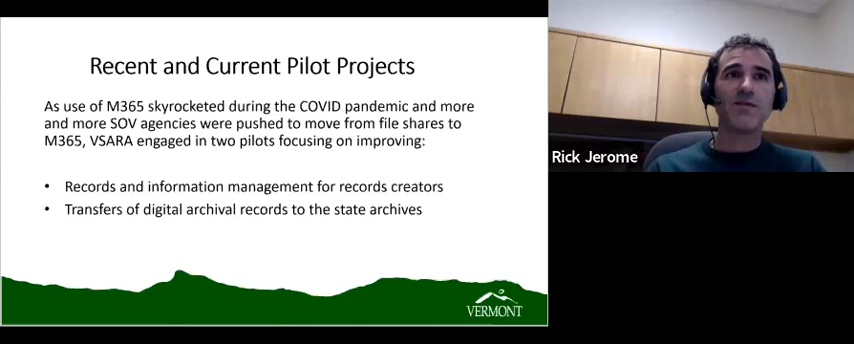 Recent and Current Pilot Projects
As use of M365 skyrocketed during the COVID pandemic and more
and more SOV agencies were pushed to move from file shares to
M365, VSARA engaged in two pilots focusing on improving:
• Records and information management for records creators
• Transfers of digital archival records to the state archives
VERMONT
Rick Jerome